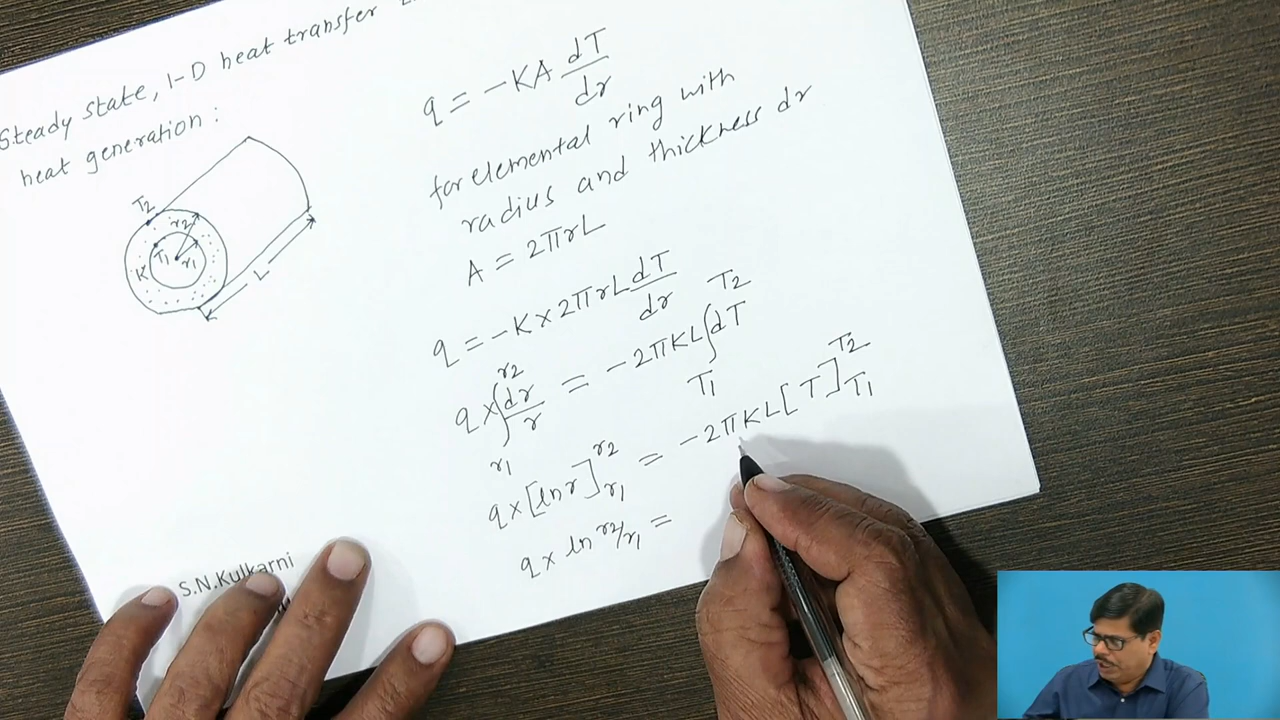 Steady state, 1-D heat transfer
heat generation :
T2
r2
T1
r1
K
L
q = -KA dT/dr
for elemental ring with
radius and thickness dr
A = 2πrL
q = -K x 2πrL dT/dr
q x ∫r1^r2 dr/r = -2πKL ∫T1^T2 dT
q x [ln r]r1^r2 = -2πKL [T]T1^T2
q x ln r2/r1 =
S.N.Kulkarni